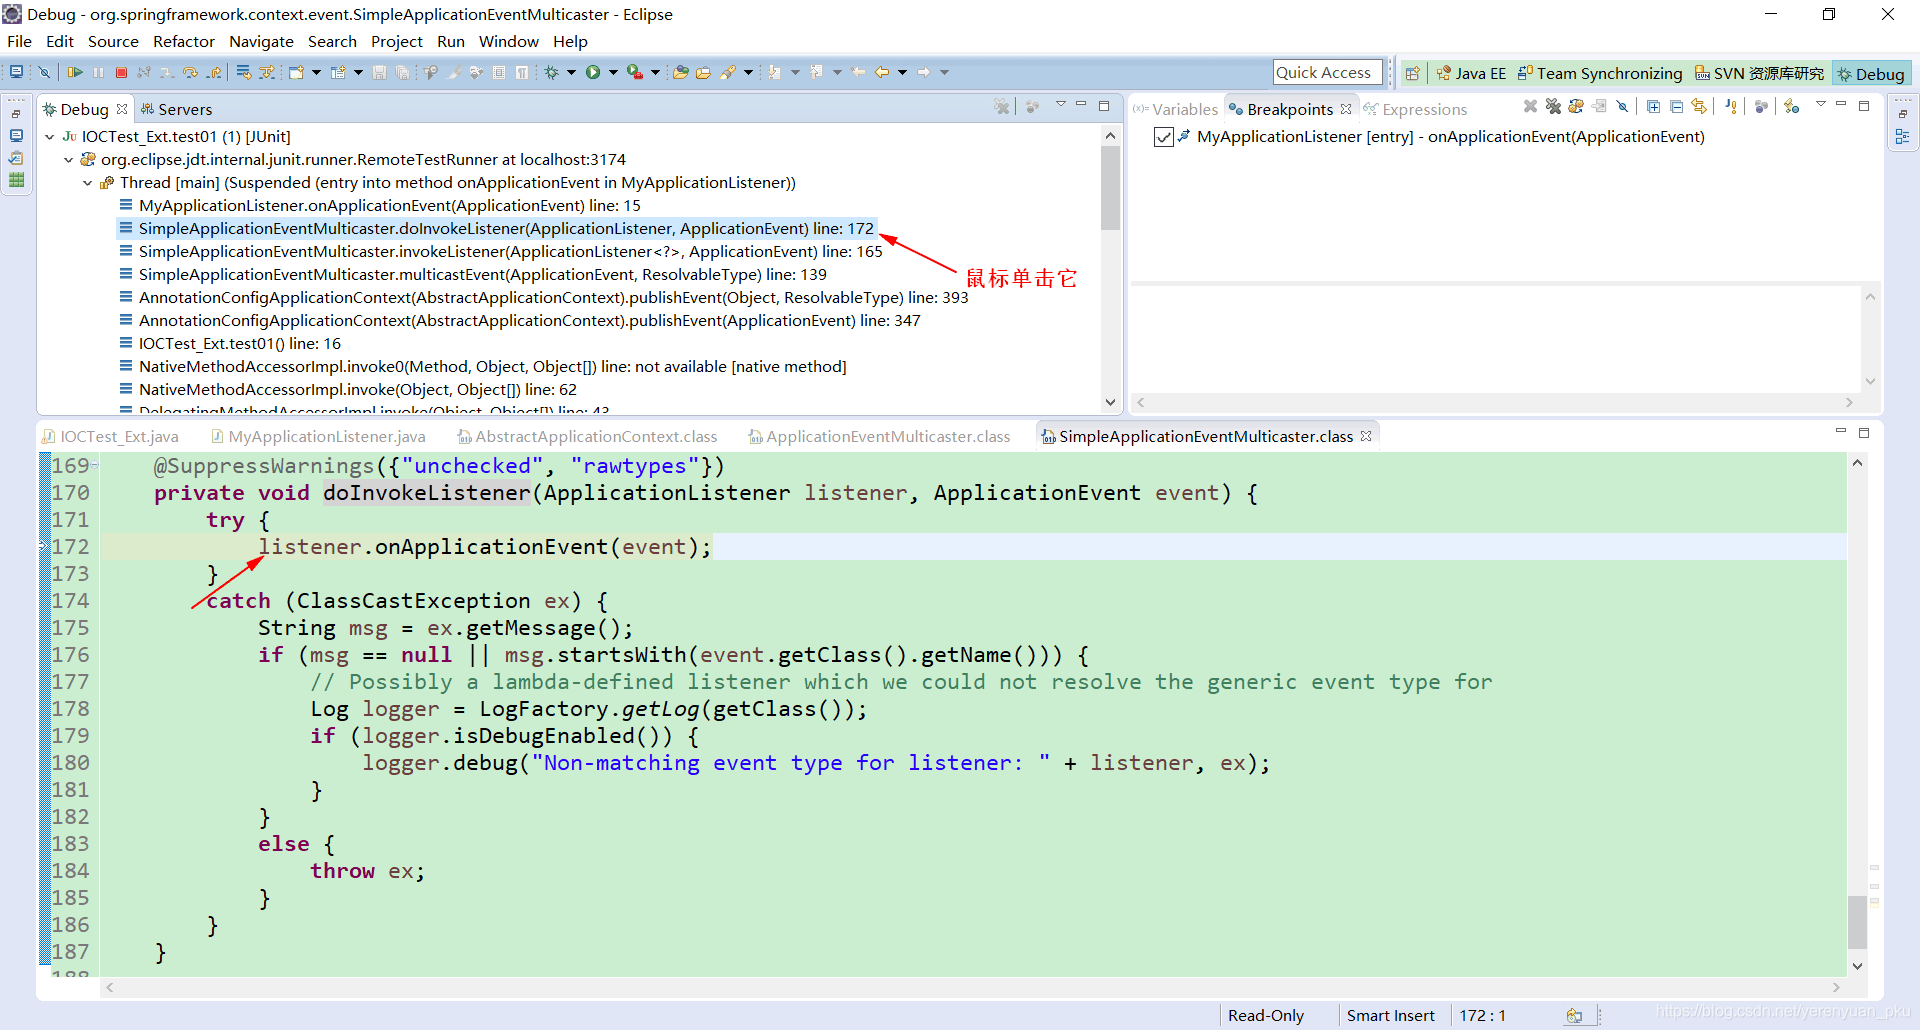 Debug - org.springframework.context.event.SimpleApplicationEventMulticaster - Eclipse
File Edit Source Refactor Navigate Search Project Run Window Help
Quick Access Java EE Team Synchronizing SVN 资源库研究 Debug
Debug Servers
IOCTest_Ext.test01 (1) [JUnit]
org.eclipse.jdt.internal.junit.runner.RemoteTestRunner at localhost:3174
Thread [main] (Suspended (entry into method onApplicationEvent in MyApplicationListener))
MyApplicationListener.onApplicationEvent(ApplicationEvent) line: 15
SimpleApplicationEventMulticaster.doInvokeListener(ApplicationListener, ApplicationEvent) line: 172
SimpleApplicationEventMulticaster.invokeListener(ApplicationListener<?>, ApplicationEvent) line: 165
SimpleApplicationEventMulticaster.multicastEvent(ApplicationEvent, ResolvableType) line: 139
AnnotationConfigApplicationContext(AbstractApplicationContext).publishEvent(Object, ResolvableType) line: 393
AnnotationConfigApplicationContext(AbstractApplicationContext).publishEvent(ApplicationEvent) line: 347
IOCTest_Ext.test01() line: 16
NativeMethodAccessorImpl.invoke0(Method, Object, Object[]) line: not available [native method]
NativeMethodAccessorImpl.invoke(Object, Object[]) line: 62
DelegatingMethodAccessorImpl.invoke(Object, Object[]) line: 43
鼠标单击它
Variables Breakpoints Expressions
MyApplicationListener [entry] - onApplicationEvent(ApplicationEvent)
IOCTest_Ext.java MyApplicationListener.java AbstractApplicationContext.class ApplicationEventMulticaster.class SimpleApplicationEventMulticaster.class
169 @SuppressWarnings({"unchecked", "rawtypes"})
170 private void doInvokeListener(ApplicationListener listener, ApplicationEvent event) {
171 try {
172 listener.onApplicationEvent(event);
173 }
174 catch (ClassCastException ex) {
175 String msg = ex.getMessage();
176 if (msg == null || msg.startsWith(event.getClass().getName())) {
177 // Possibly a lambda-defined listener which we could not resolve the generic event type for
178 Log logger = LogFactory.getLog(getClass());
179 if (logger.isDebugEnabled()) {
180 logger.debug("Non-matching event type for listener: " + listener, ex);
181 }
182 }
183 else {
184 throw ex;
185 }
186 }
187 }
188
Read-Only Smart Insert 172 : 1
https://blog.csdn.net/yerenyuan_pku